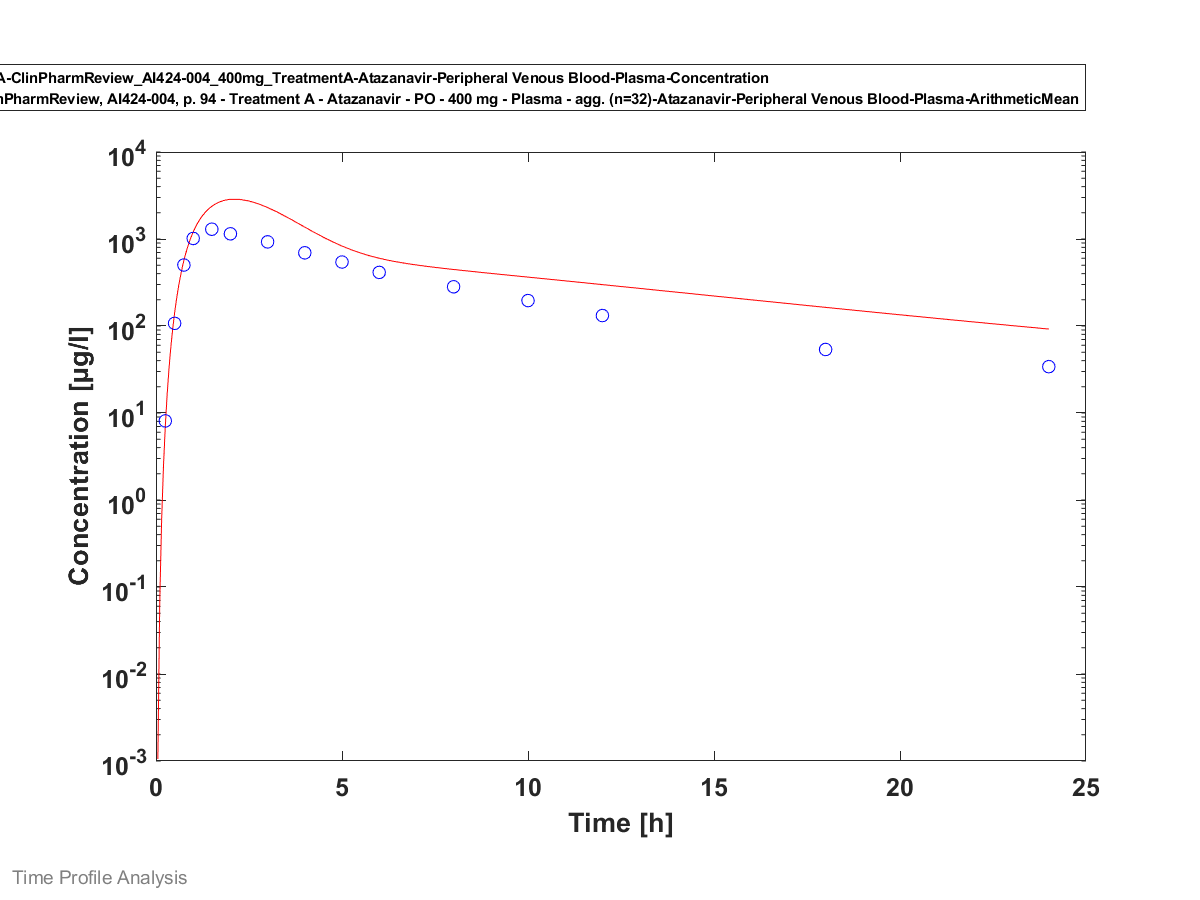 A-ClinPharmReview_AI424-004_400mg_TreatmentA-Atazanavir-Peripheral Venous Blood-Plasma-Concentration
nPharmReview, AI424-004, p. 94 - Treatment A - Atazanavir - PO - 400 mg - Plasma - agg. (n=32)-Atazanavir-Peripheral Venous Blood-Plasma-ArithmeticMean
10^4
10^3
10^2
10^1
10^0
10^-1
10^-2
10^-3
Concentration [µg/l]
0 5 10 15 20 25
Time [h]
Time Profile Analysis